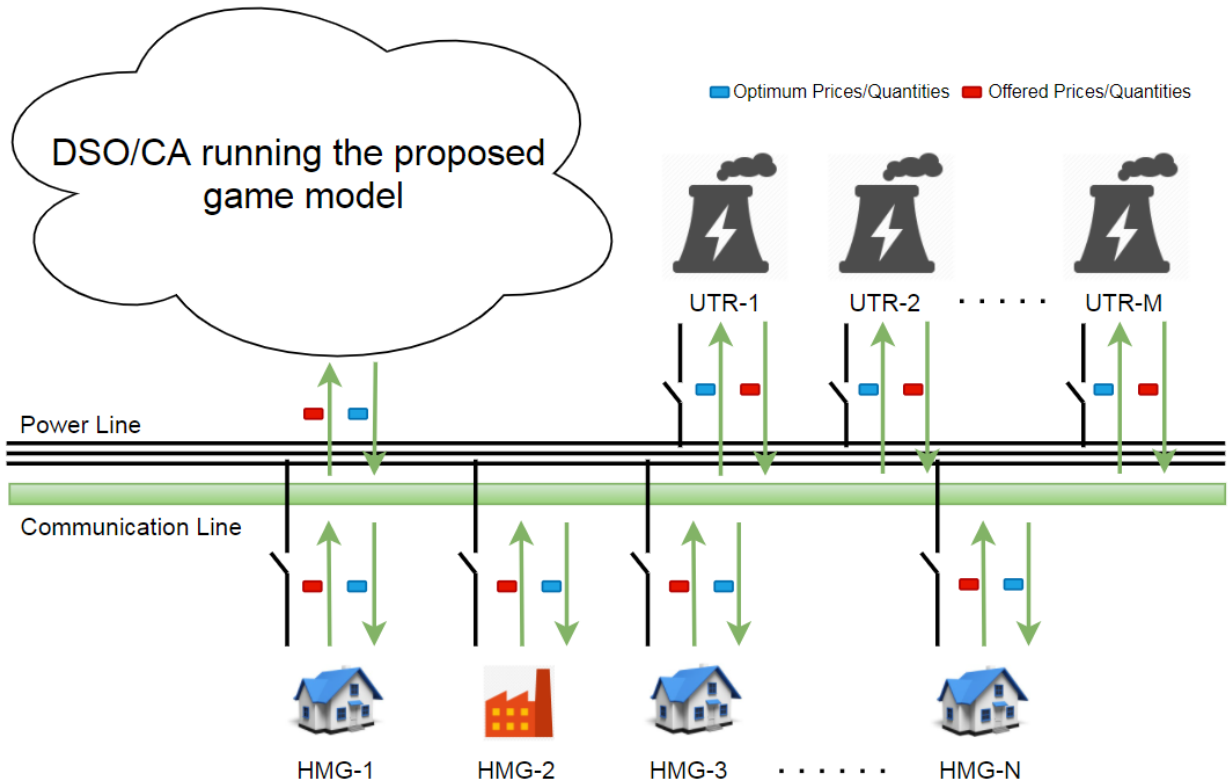 Optimum Prices/Quantities
Offered Prices/Quantities
DSO/CA running the proposed
game model
UTR-1
UTR-2
. . . . .
UTR-M
Power Line
Communication Line
HMG-1
HMG-2
HMG-3
. . . . . .
HMG-N